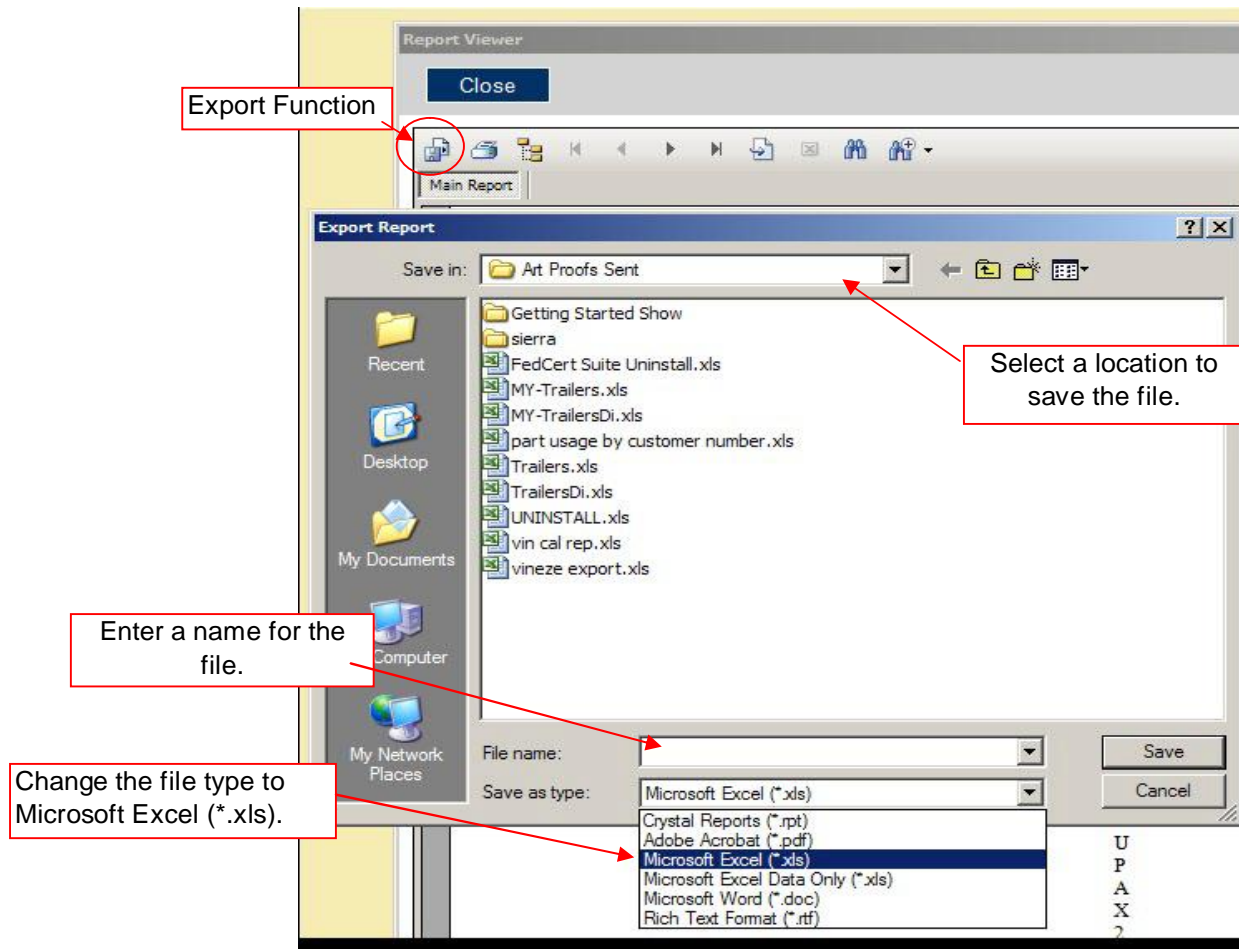 Report Viewer
Close
Export Function
Main Report
Export Report
Save in:
Art Proofs Sent
Getting Started Show
sierra
FedCert Suite Uninstall.xls
MY-Trailers.xls
MY-TrailersDi.xls
part usage by customer number.xls
Trailers.xls
TrailersDi.xls
UNINSTALL.xls
vin cal rep.xls
vineze export.xls
Select a location to
save the file.
Recent
Desktop
My Documents
Computer
My Network
Places
Enter a name for the
file.
Change the file type to
Microsoft Excel (*.xls).
File name:
Save
Save as type:
Microsoft Excel (*.xls)
Cancel
Crystal Reports (*.rpt)
Adobe Acrobat (*.pdf)
Microsoft Excel (*.xls)
Microsoft Excel Data Only (*.xls)
Microsoft Word (*.doc)
Rich Text Format (*.rtf)
U
P
A
X
2